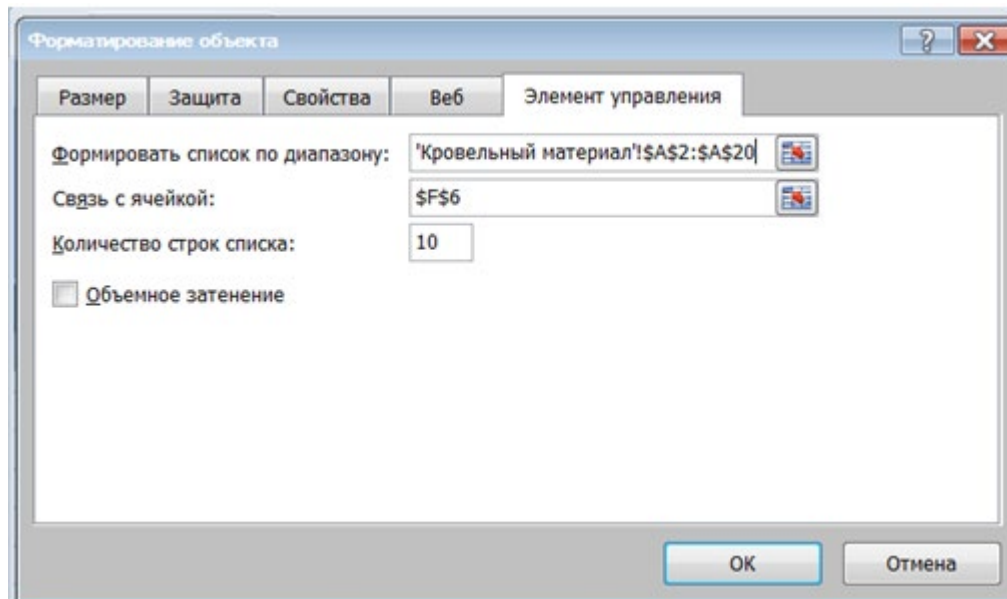 Форматирование объекта
Размер Защита Свойства Веб Элемент управления
Формировать список по диапазону: 'Кровельный материал'!$A$2:$A$20
Связь с ячейкой: $F$6
Количество строк списка: 10
Объемное затенение
ОК Отмена